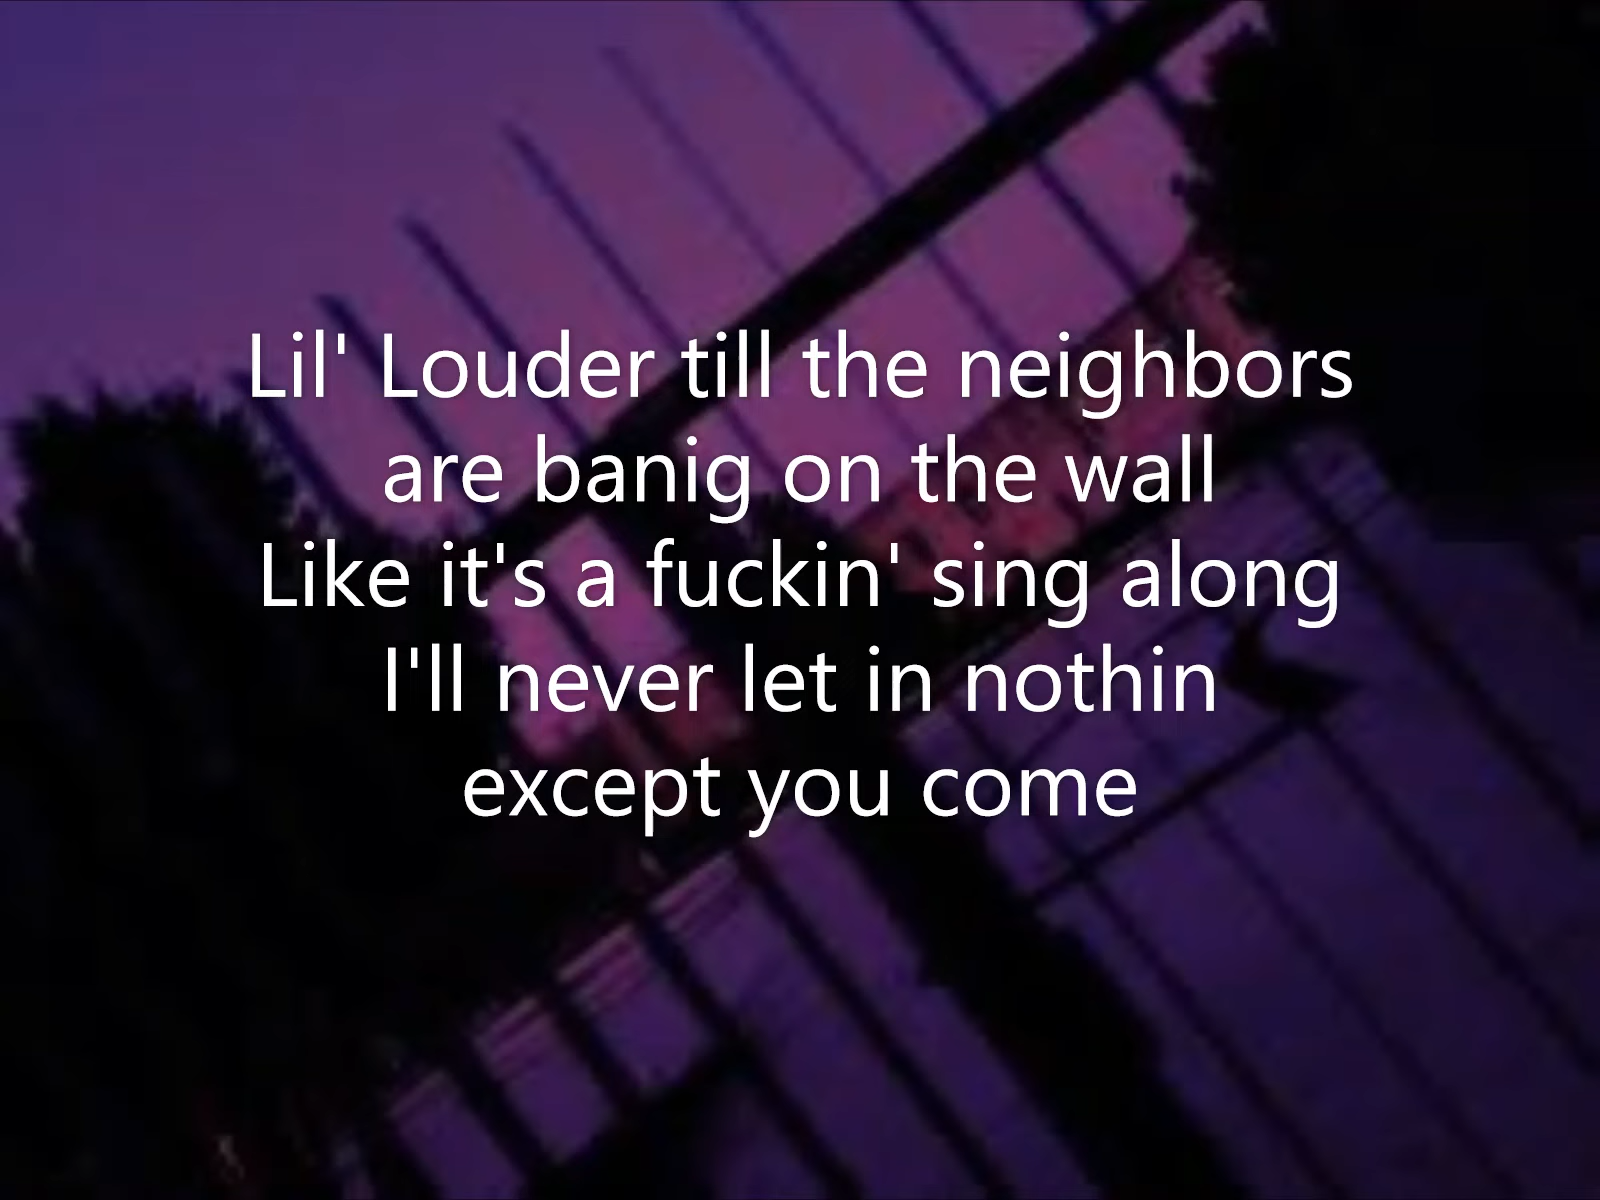 Lil' Louder till the neighbors
are banig on the wall
Like it's a fuckin' sing along
I'll never let in nothin
except you come